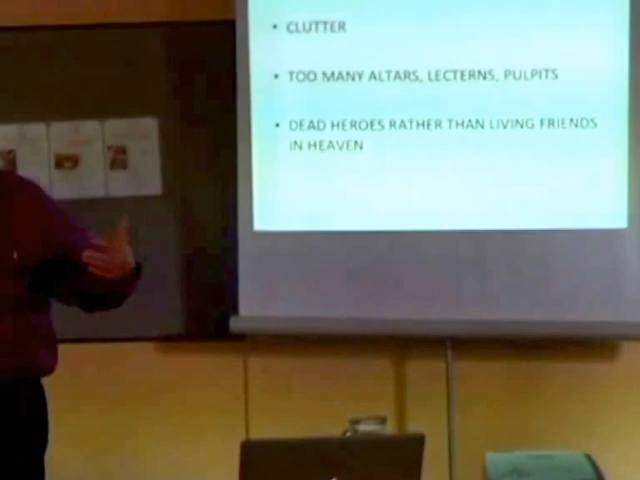 • CLUTTER
• TOO MANY ALTARS, LECTERNS, PULPITS
• DEAD HEROES RATHER THAN LIVING FRIENDS
IN HEAVEN